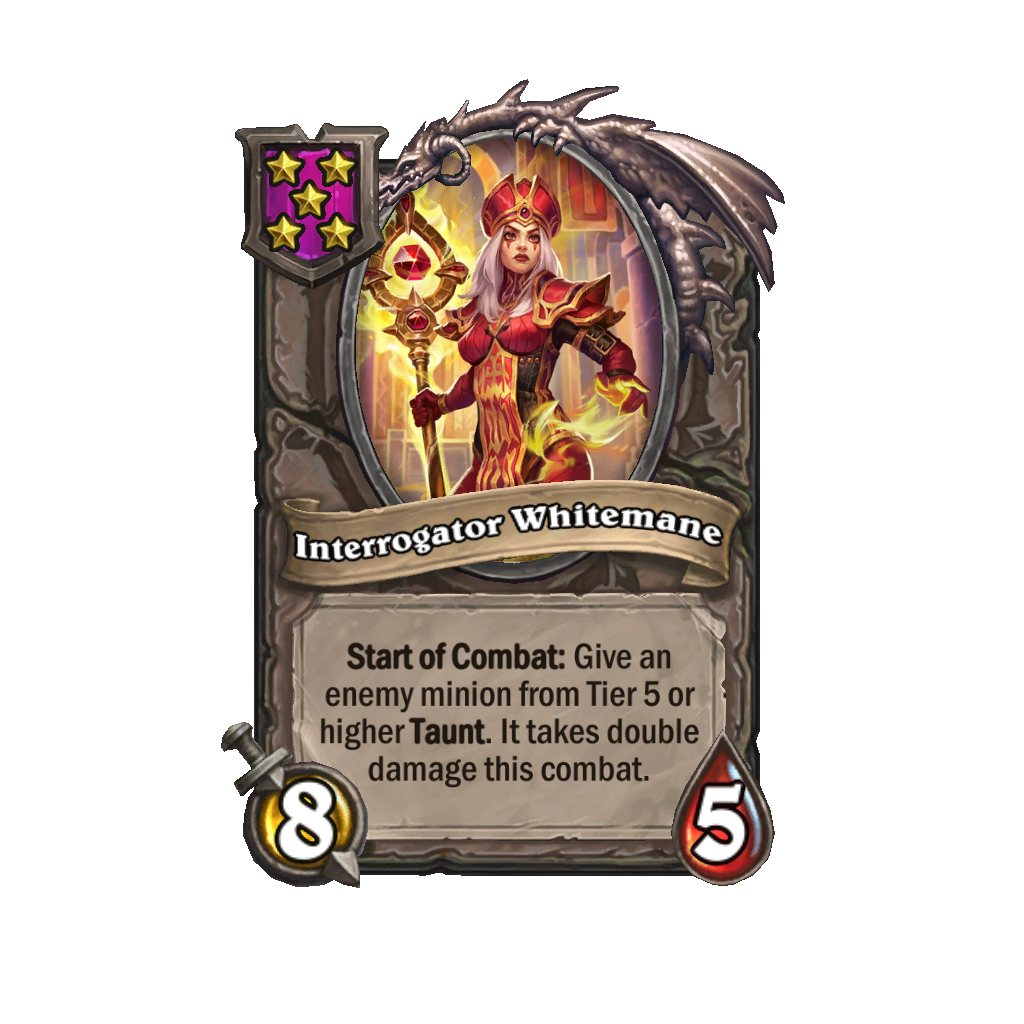 Interrogator Whitemane
Start of Combat: Give an
enemy minion from Tier 5 or
higher Taunt. It takes double
damage this combat.
8
5